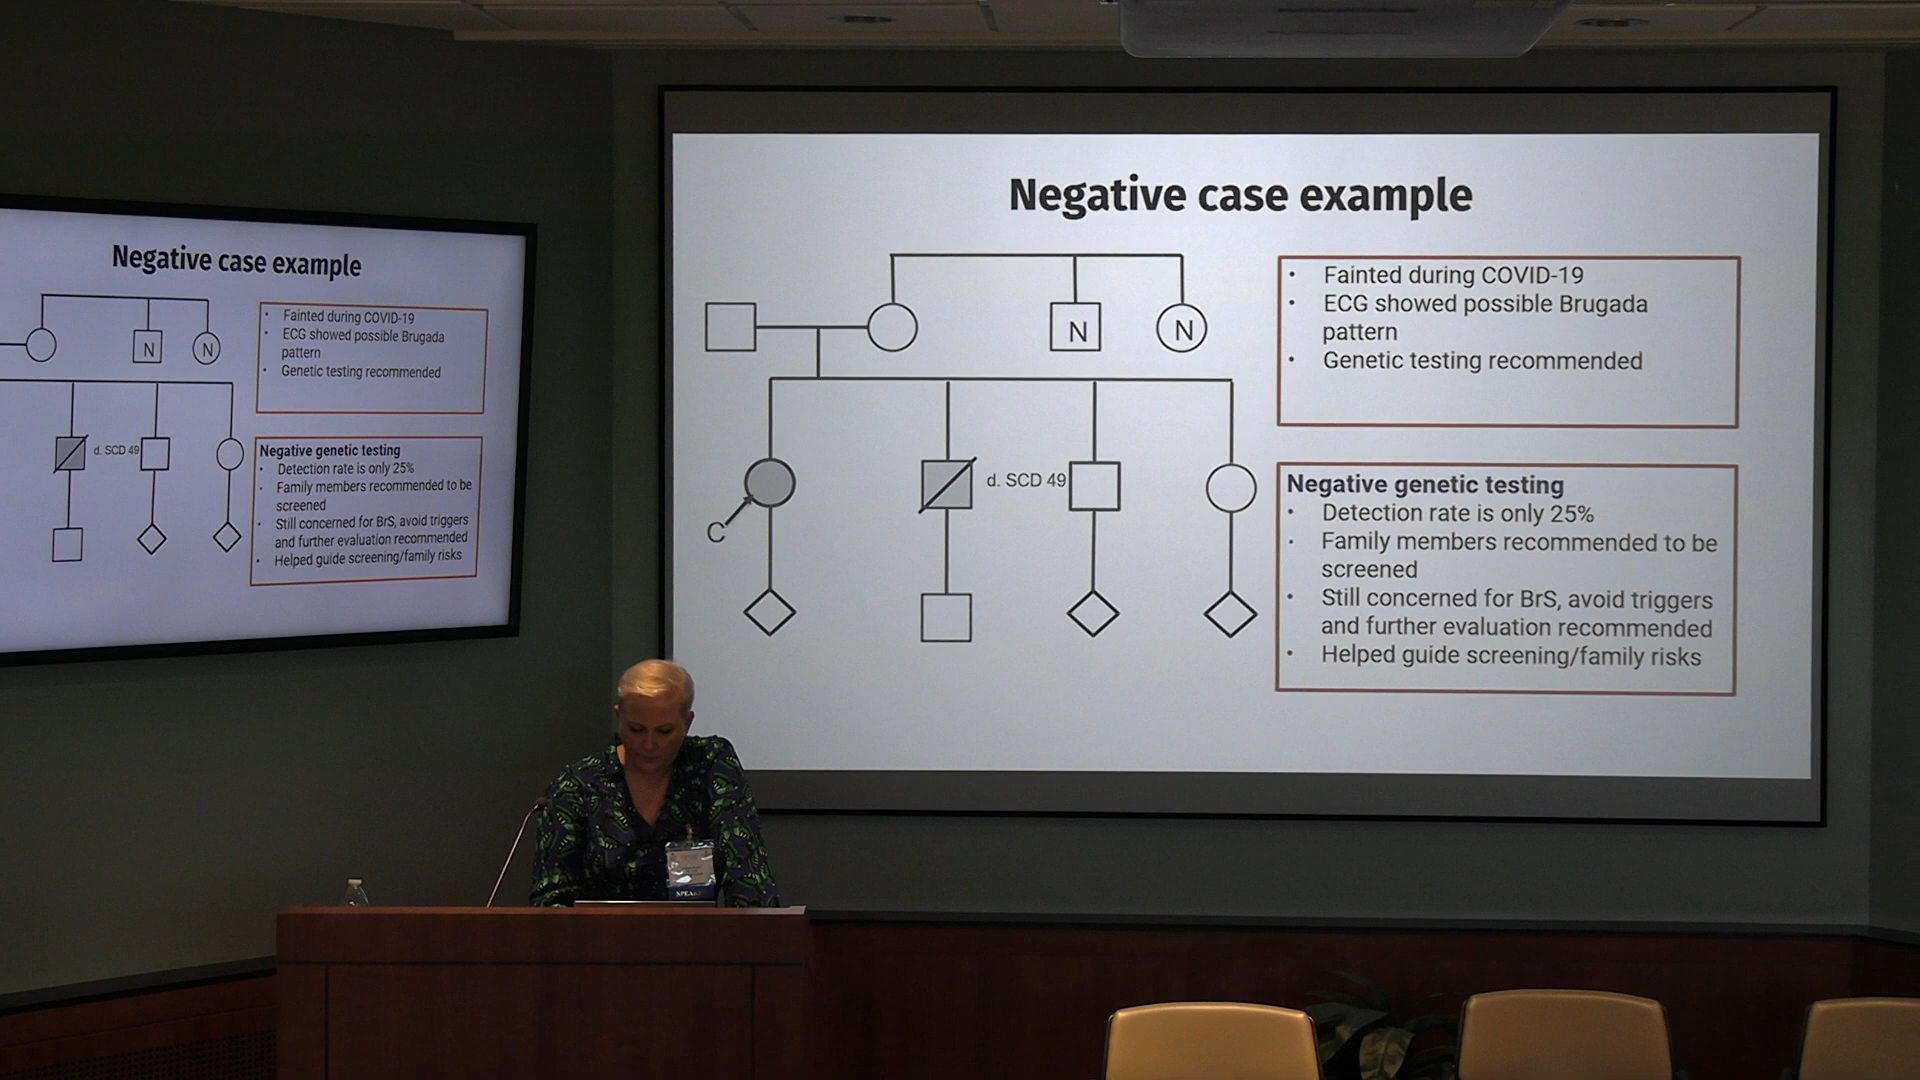 Negative case example
N
N
• Fainted during COVID-19
• ECG showed possible Brugada
pattern
• Genetic testing recommended
d. SCD 49
Negative genetic testing
• Detection rate is only 25%
• Family members recommended to be
screened
• Still concerned for BrS, avoid triggers
and further evaluation recommended
• Helped guide screening/family risks
Negative case example
N
N
• Fainted during COVID-19
• ECG showed possible Brugada
pattern
• Genetic testing recommended
d. SCD 49
C
Negative genetic testing
• Detection rate is only 25%
• Family members recommended to be
screened
• Still concerned for BrS, avoid triggers
and further evaluation recommended
• Helped guide screening/family risks